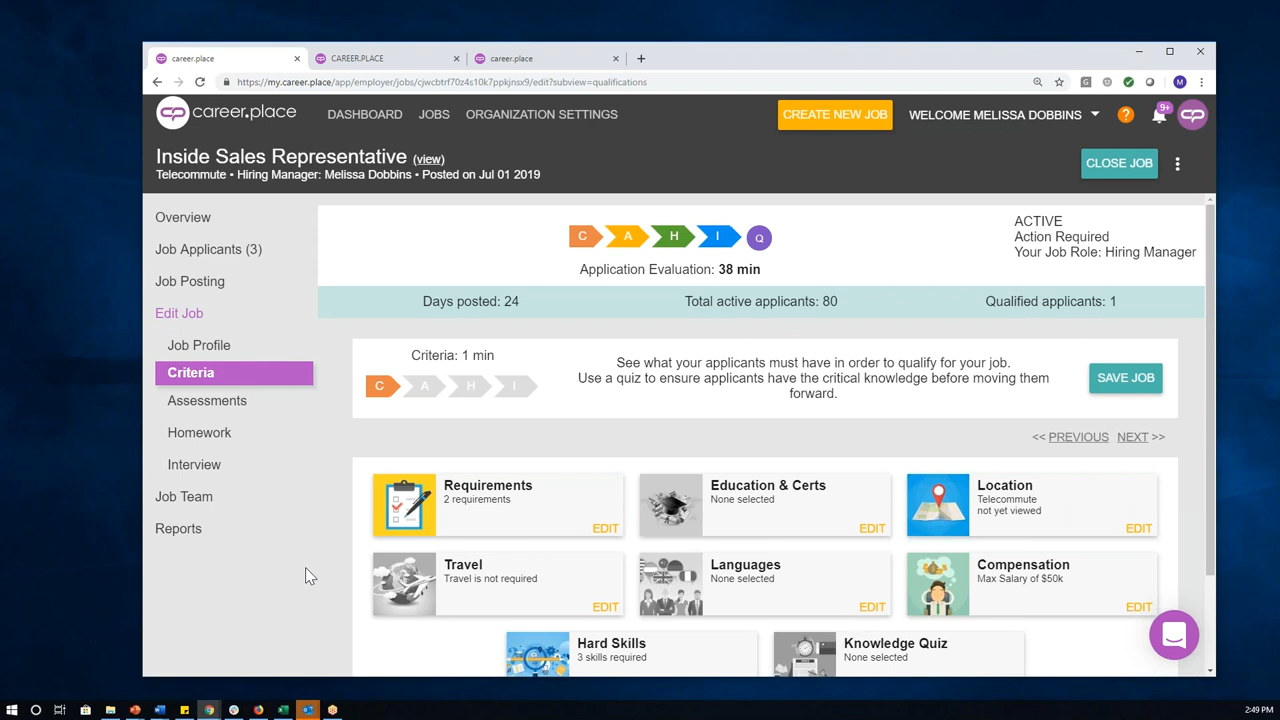 career.place
CAREER.PLACE
career.place
https://my.career.place/app/employer/jobs/cjwcbtrf70z4s10k7ppkjnsx9/edit?subview=qualifications
M
cp career.place
DASHBOARD JOBS ORGANIZATION SETTINGS
CREATE NEW JOB
WELCOME MELISSA DOBBINS
?
9+
cp
Inside Sales Representative (view)
Telecommute • Hiring Manager: Melissa Dobbins • Posted on Jul 01 2019
CLOSE JOB
Overview
Job Applicants (3)
Job Posting
Edit Job
Job Profile
Criteria
Assessments
Homework
Interview
Job Team
Reports
C A H I Q
Application Evaluation: 38 min
ACTIVE
Action Required
Your Job Role: Hiring Manager
Days posted: 24
Total active applicants: 80
Qualified applicants: 1
Criteria: 1 min
C A H I
See what your applicants must have in order to qualify for your job.
Use a quiz to ensure applicants have the critical knowledge before moving them
forward.
SAVE JOB
<< PREVIOUS NEXT >>
Requirements
2 requirements
EDIT
Education & Certs
None selected
EDIT
Location
Telecommute
not yet viewed
EDIT
Travel
Travel is not required
EDIT
Languages
None selected
EDIT
Compensation
Max Salary of $50k
EDIT
Hard Skills
3 skills required
Knowledge Quiz
None selected
2:49 PM